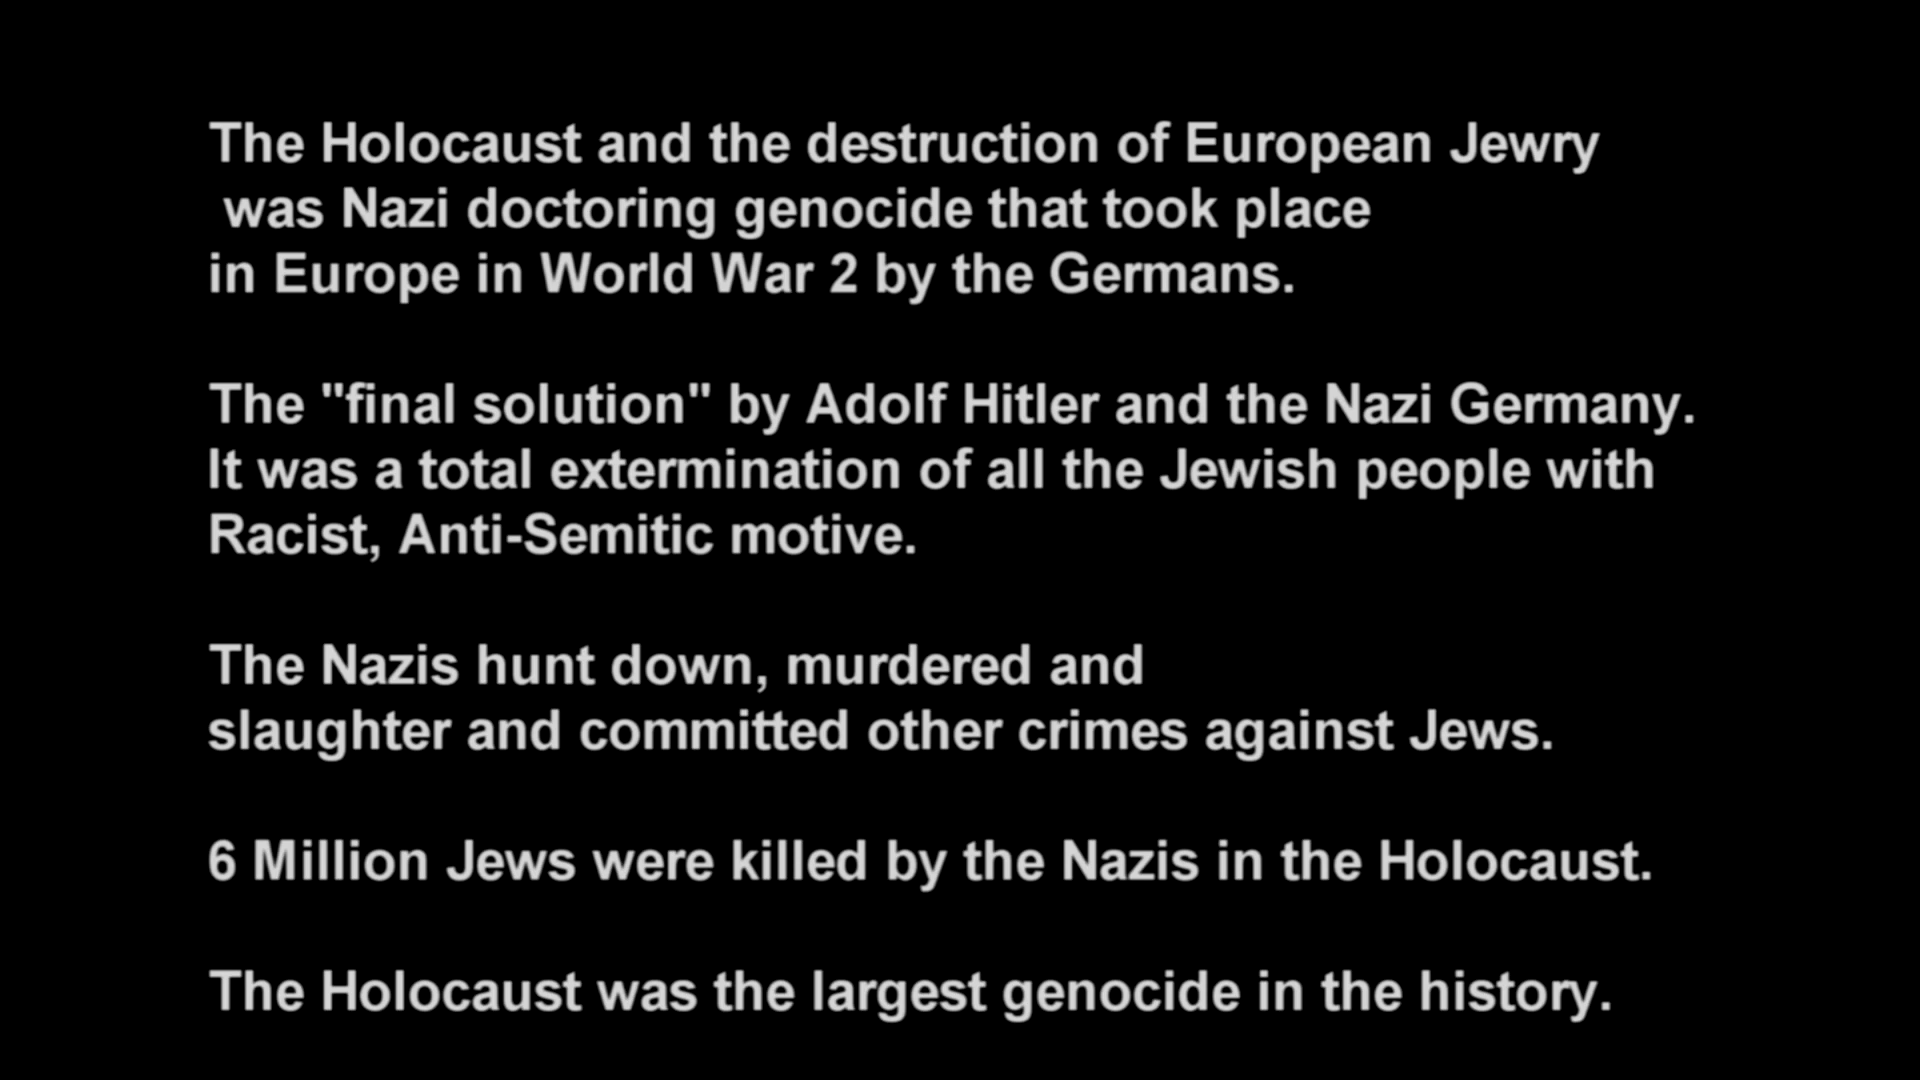 The Holocaust and the destruction of European Jewry
was Nazi doctoring genocide that took place
in Europe in World War 2 by the Germans.
The "final solution" by Adolf Hitler and the Nazi Germany.
It was a total extermination of all the Jewish people with
Racist, Anti-Semitic motive.
The Nazis hunt down, murdered and
slaughter and committed other crimes against Jews.
6 Million Jews were killed by the Nazis in the Holocaust.
The Holocaust was the largest genocide in the history.